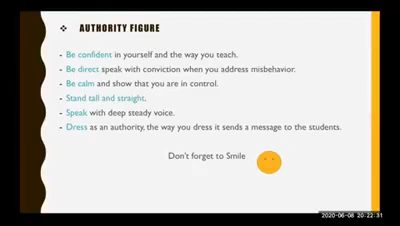 AUTHORITY FIGURE
- Be confident in yourself and the way you teach.
- Be direct speak with conviction when you address misbehavior.
- Be calm and show that you are in control.
- Stand tall and straight.
- Speak with deep steady voice.
- Dress as an authority, the way you dress it sends a message to the students.
Don't forget to Smile
2020-06-08 20:22:31